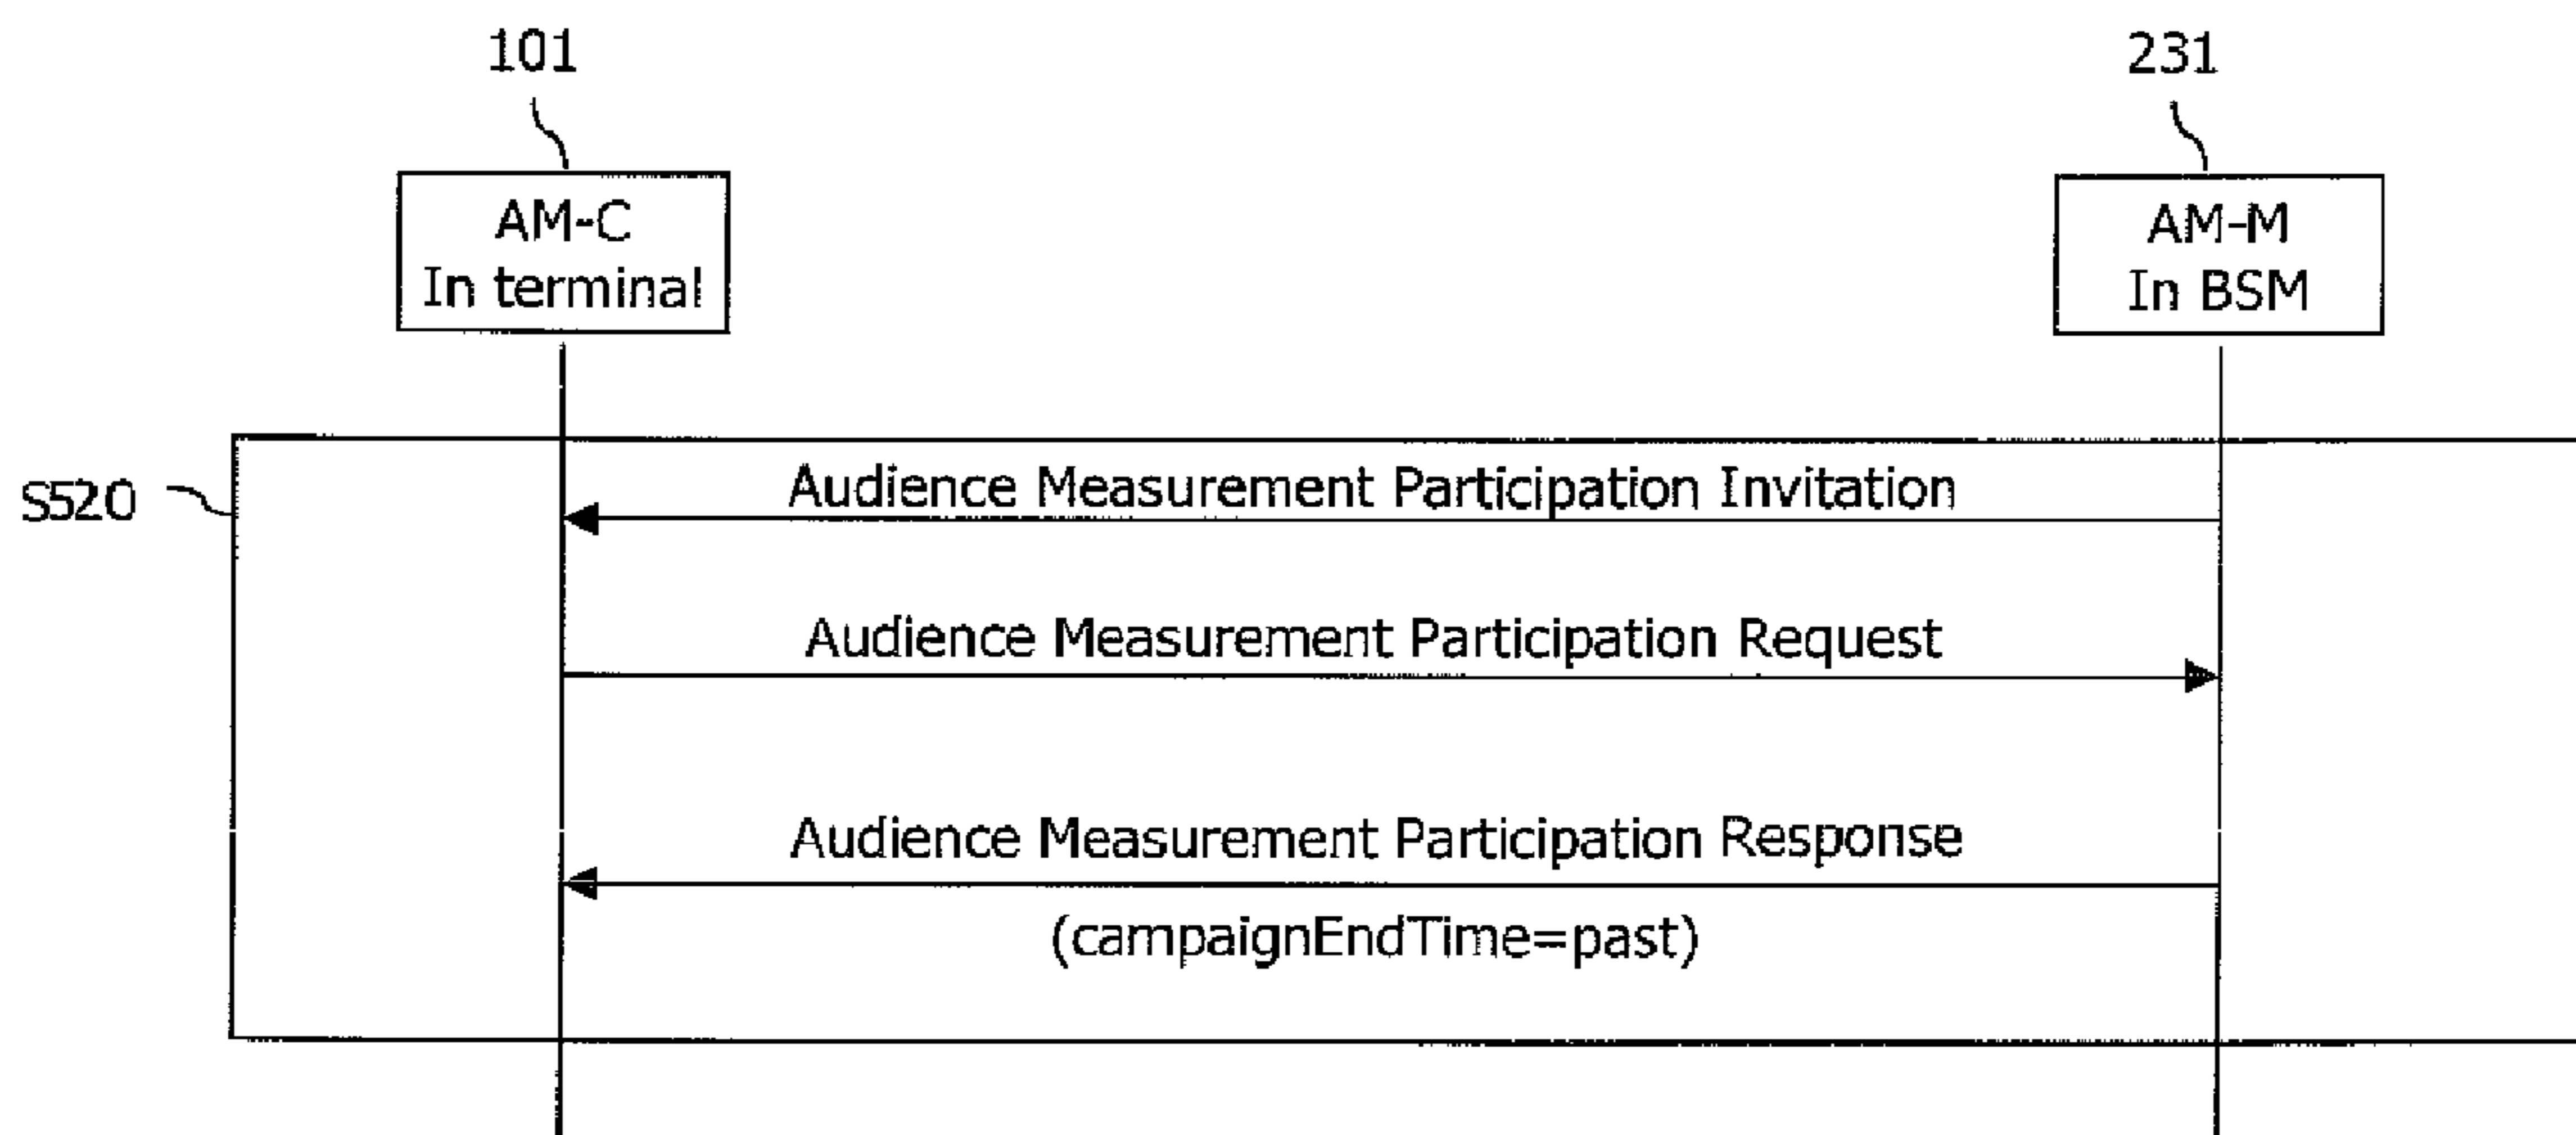 101
231
AM-C
In terminal
AM-M
In BSM
S520
Audience Measurement Participation Invitation
Audience Measurement Participation Request
Audience Measurement Participation Response
(campaignEndTime=past)